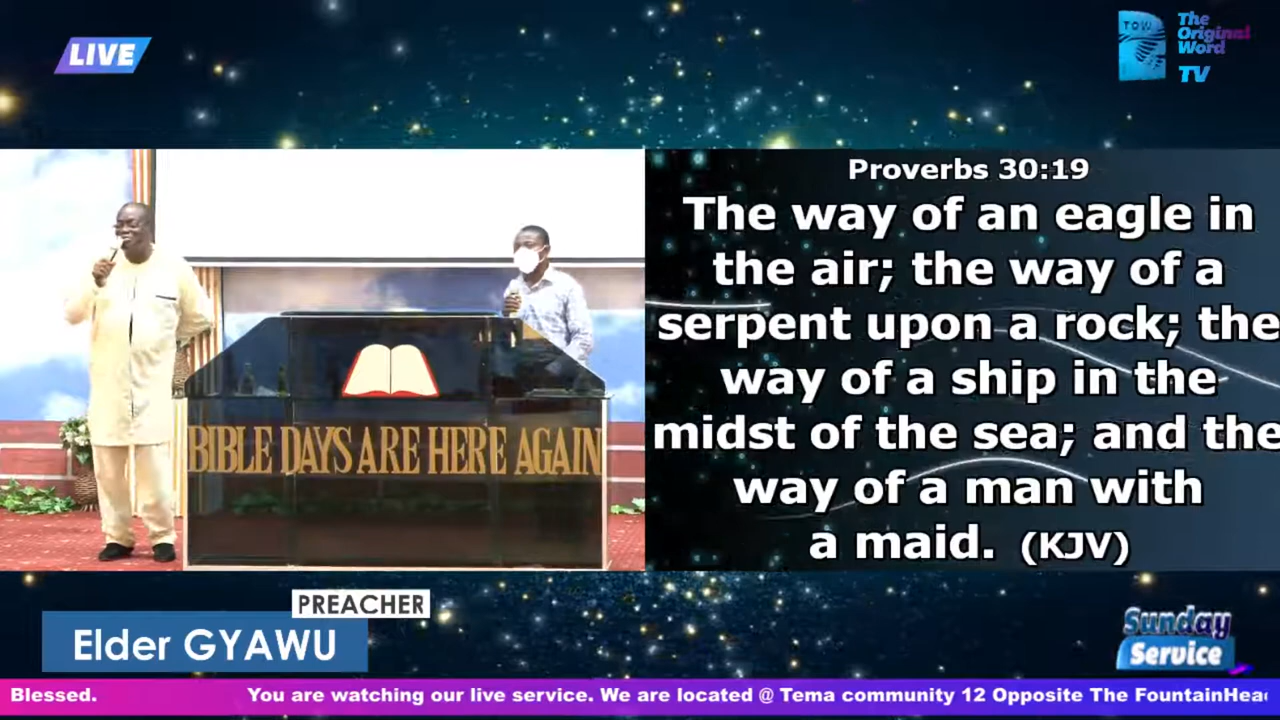 LIVE
TOW
The
Original
Word
TV
Proverbs 30:19
The way of an eagle in
the air; the way of a
serpent upon a rock; the
way of a ship in the
midst of the sea; and the
way of a man with
a maid. (KJV)
BIBLE DAYS ARE HERE AGAIN
PREACHER
Elder GYAWU
Sunday
Service
Blessed. You are watching our live service. We are located @ Tema community 12 Opposite The FountainHead